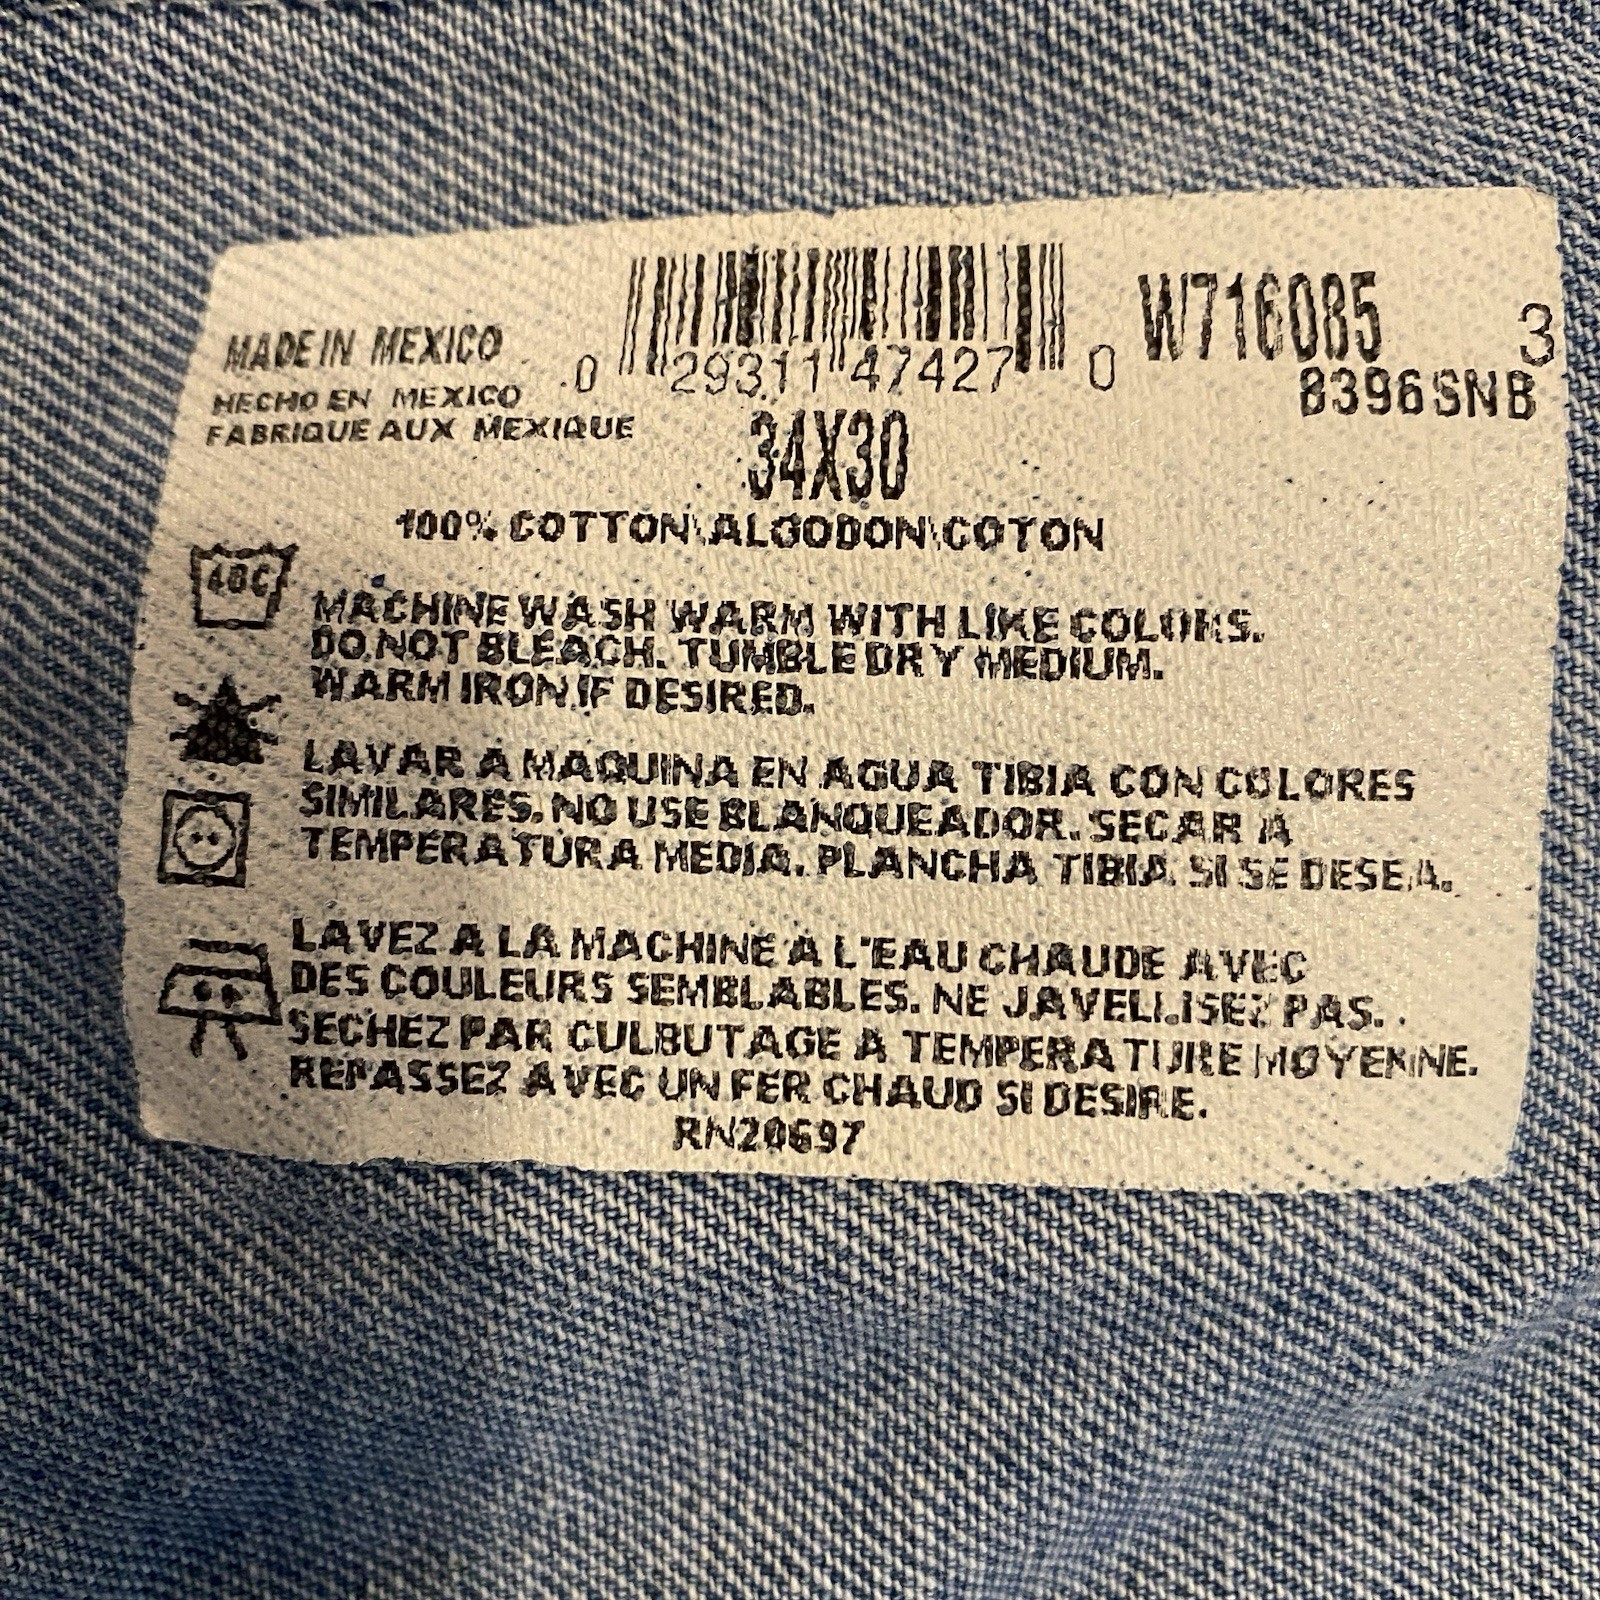 MADE IN MEXICO
HECHO EN MEXICO
FABRIQUE AUX MEXIQUE
0 29311 47427 0
W716085
3
8396SNB
34X30
100% COTTON\ALGODON\COTON
40C
MACHINE WASH WARM WITH LIKE COLORS.
DO NOT BLEACH. TUMBLE DRY MEDIUM.
WARM IRON IF DESIRED.
LAVAR A MAQUINA EN AGUA TIBIA CON COLORES
SIMILARES. NO USE BLANQUEADOR. SECAR A
TEMPERATURA MEDIA. PLANCHA TIBIA SI SE DESEA.
LAVEZ A LA MACHINE A L'EAU CHAUDE AVEC
DES COULEURS SEMBLABLES. NE JAVELLISEZ PAS.
SECHEZ PAR CULBUTAGE A TEMPERATURE MOYENNE.
REPASSEZ AVEC UN FER CHAUD SI DESIRE.
RN20697